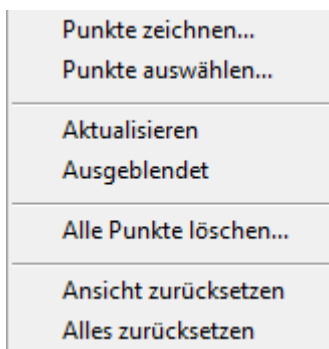 Punkte zeichnen...
Punkte auswählen...
Aktualisieren
Ausgeblendet
Alle Punkte löschen...
Ansicht zurücksetzen
Alles zurücksetzen